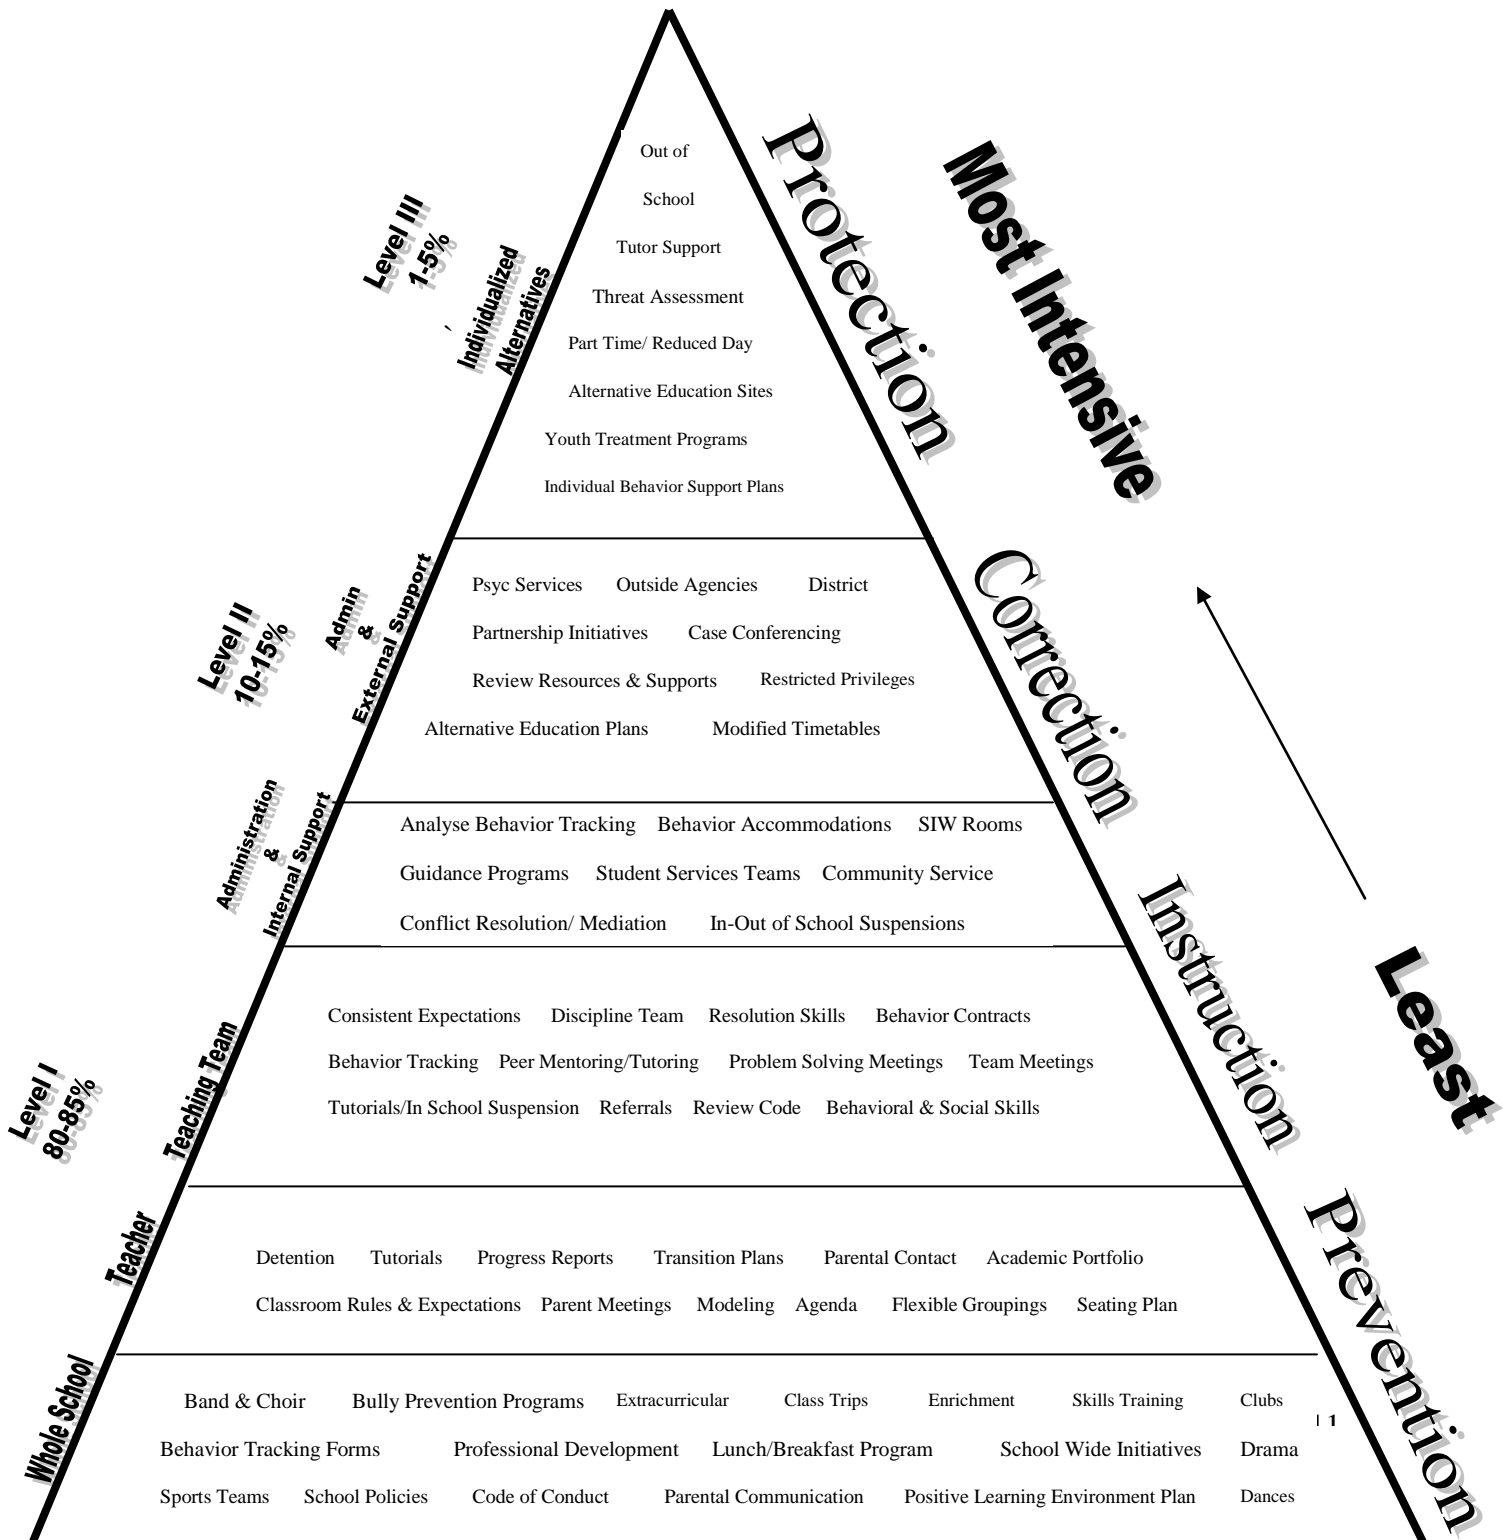 Out of
School
Tutor Support
Threat Assessment
Part Time/ Reduced Day
Alternative Education Sites
Youth Treatment Programs
Individual Behavior Support Plans
Level III
1-5%
Individualized
Alternatives
Protection
Most Intensive
Psyc Services Outside Agencies District
Partnership Initiatives Case Conferencing
Review Resources & Supports Restricted Privileges
Alternative Education Plans Modified Timetables
Level II
10-15%
Admin
&
External Support
Correction
Analyse Behavior Tracking Behavior Accommodations SIW Rooms
Guidance Programs Student Services Teams Community Service
Conflict Resolution/ Mediation In-Out of School Suspensions
Administration
&
Internal Support
Instruction
Least
Consistent Expectations Discipline Team Resolution Skills Behavior Contracts
Behavior Tracking Peer Mentoring/Tutoring Problem Solving Meetings Team Meetings
Tutorials/In School Suspension Referrals Review Code Behavioral & Social Skills
Level I
80-85%
Teaching Team
Detention Tutorials Progress Reports Transition Plans Parental Contact Academic Portfolio
Classroom Rules & Expectations Parent Meetings Modeling Agenda Flexible Groupings Seating Plan
Teacher
Prevention
Band & Choir Bully Prevention Programs Extracurricular Class Trips Enrichment Skills Training Clubs
1
Behavior Tracking Forms Professional Development Lunch/Breakfast Program School Wide Initiatives Drama
Sports Teams School Policies Code of Conduct Parental Communication Positive Learning Environment Plan Dances
Whole School